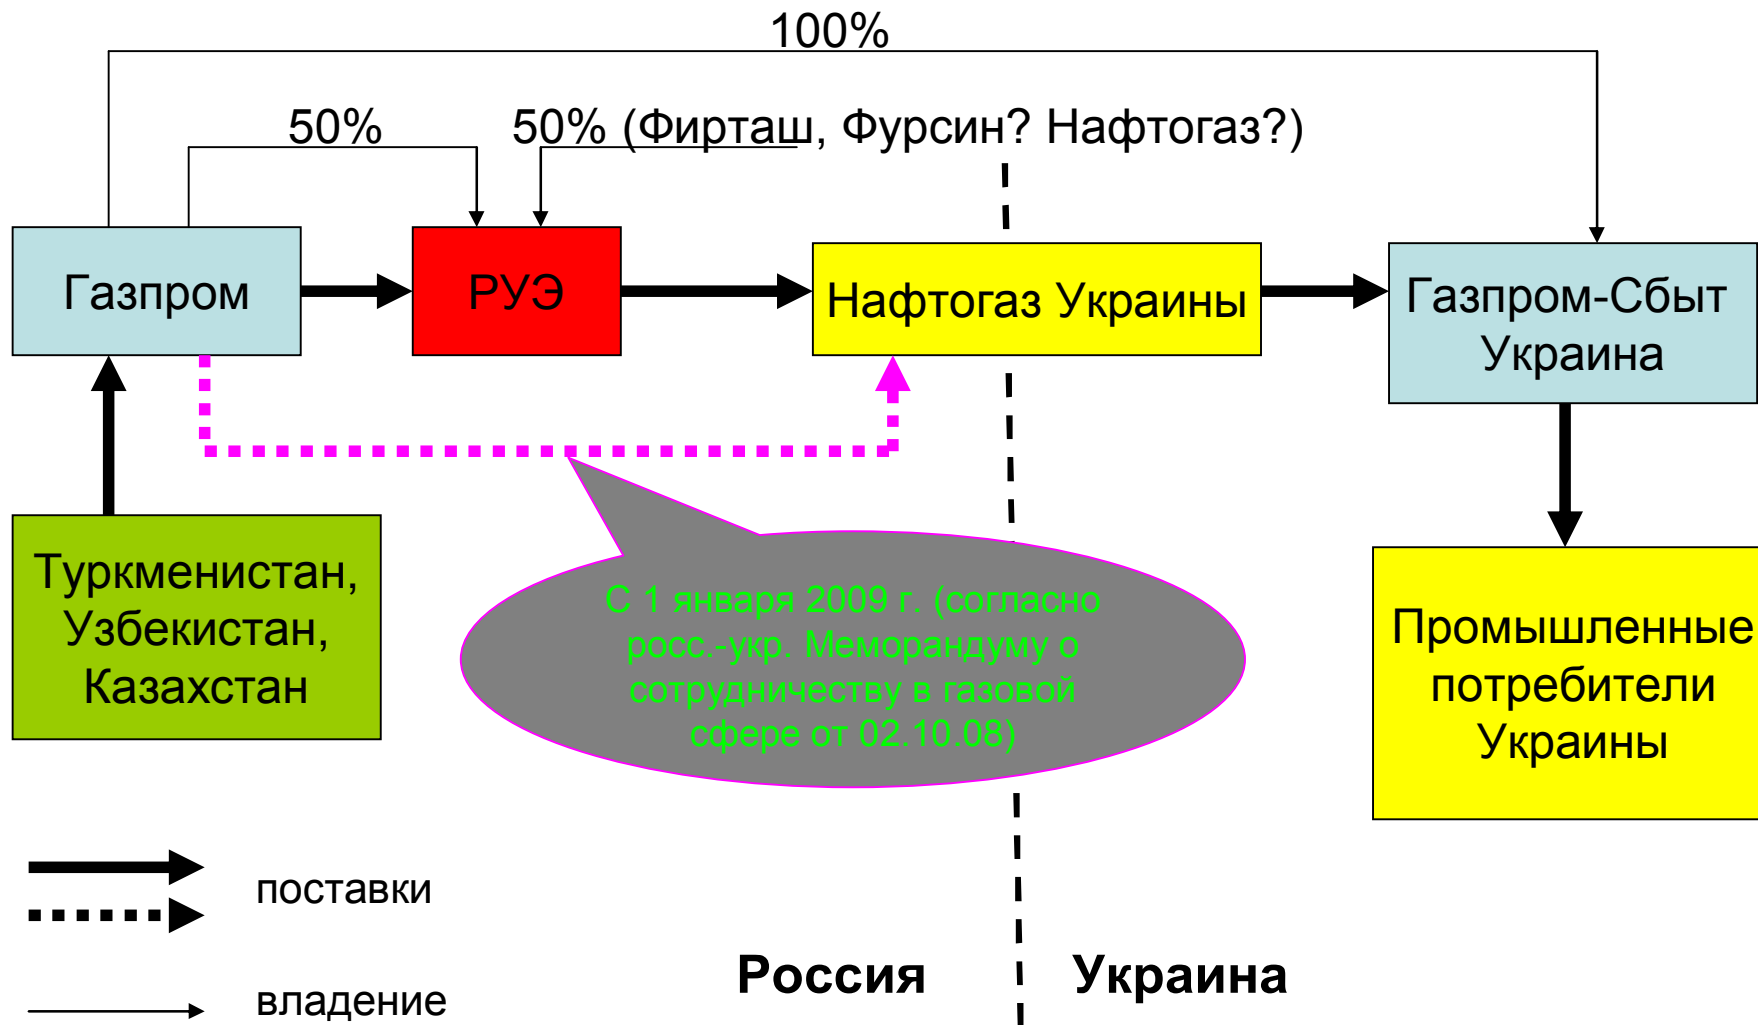 100%
50%
50% (Фирташ, Фурсин? Нафтогаз?)
Газпром
РУЭ
Нафтогаз Украины
Газпром-Сбыт
Украина
Туркменистан,
Узбекистан,
Казахстан
С 1 января 2009 г. (согласно
росс.-укр. Меморандуму о
сотрудничеству в газовой
сфере от 02.10.08)
Промышленные
потребители
Украины
поставки
владение
Россия
Украина